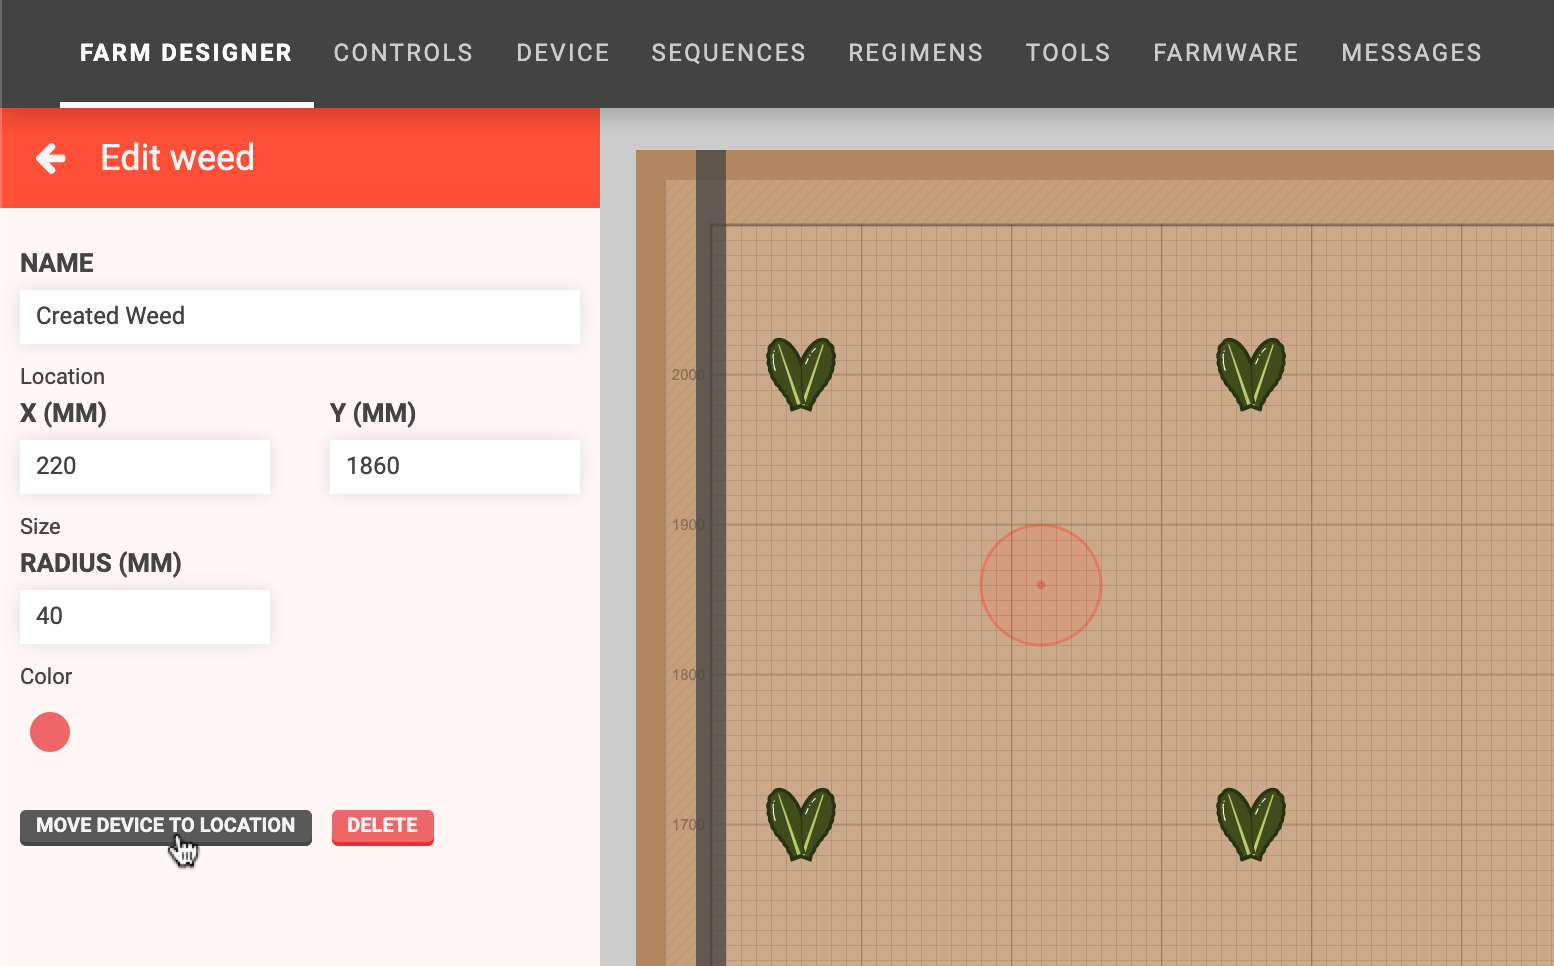 FARM DESIGNER CONTROLS DEVICE SEQUENCES REGIMENS TOOLS FARMWARE MESSAGES
Edit weed
NAME
Created Weed
Location
X (MM) Y (MM)
220 1860
Size
RADIUS (MM)
40
Color
MOVE DEVICE TO LOCATION DELETE
2000
1900
1800
1700